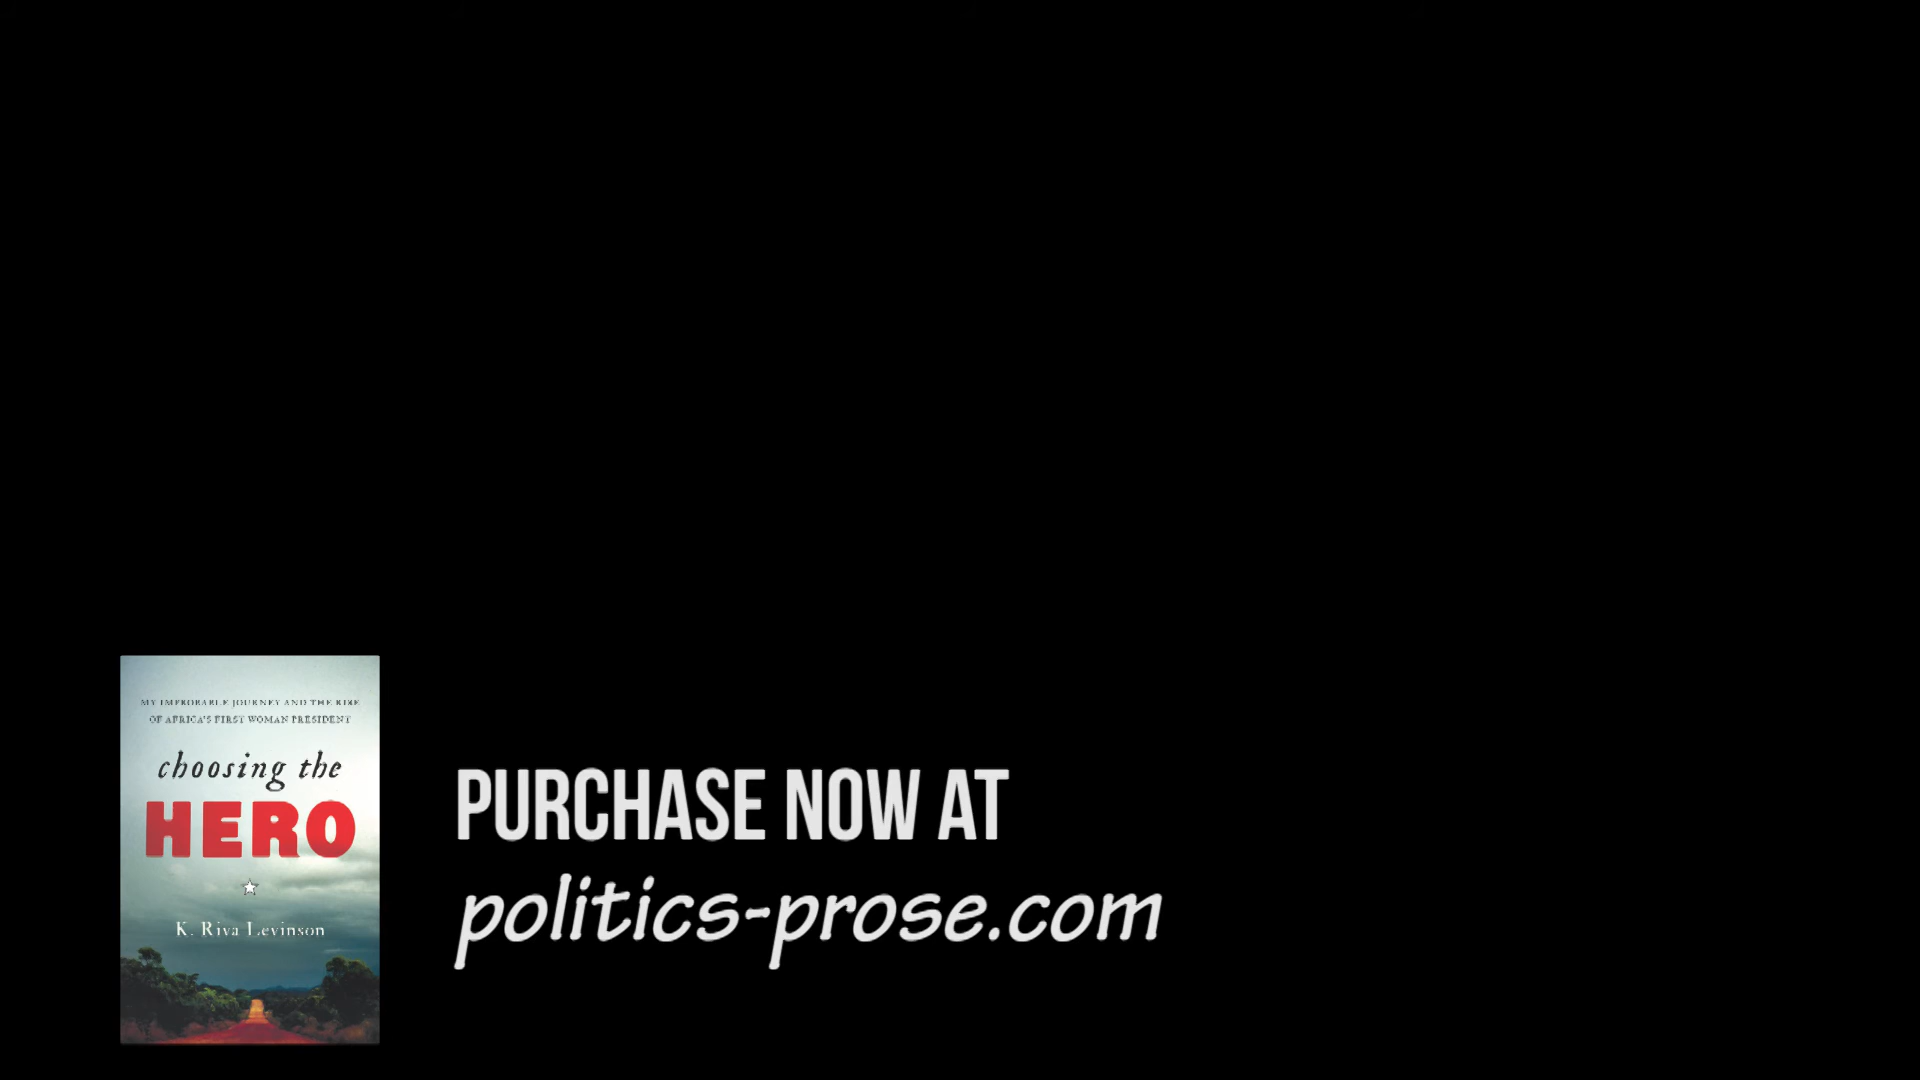 MY IMPROBABLE JOURNEY AND THE RISE
OF AFRICA'S FIRST WOMAN PRESIDENT
choosing the
HERO
K. Riva Levinson
PURCHASE NOW AT
politics-prose.com